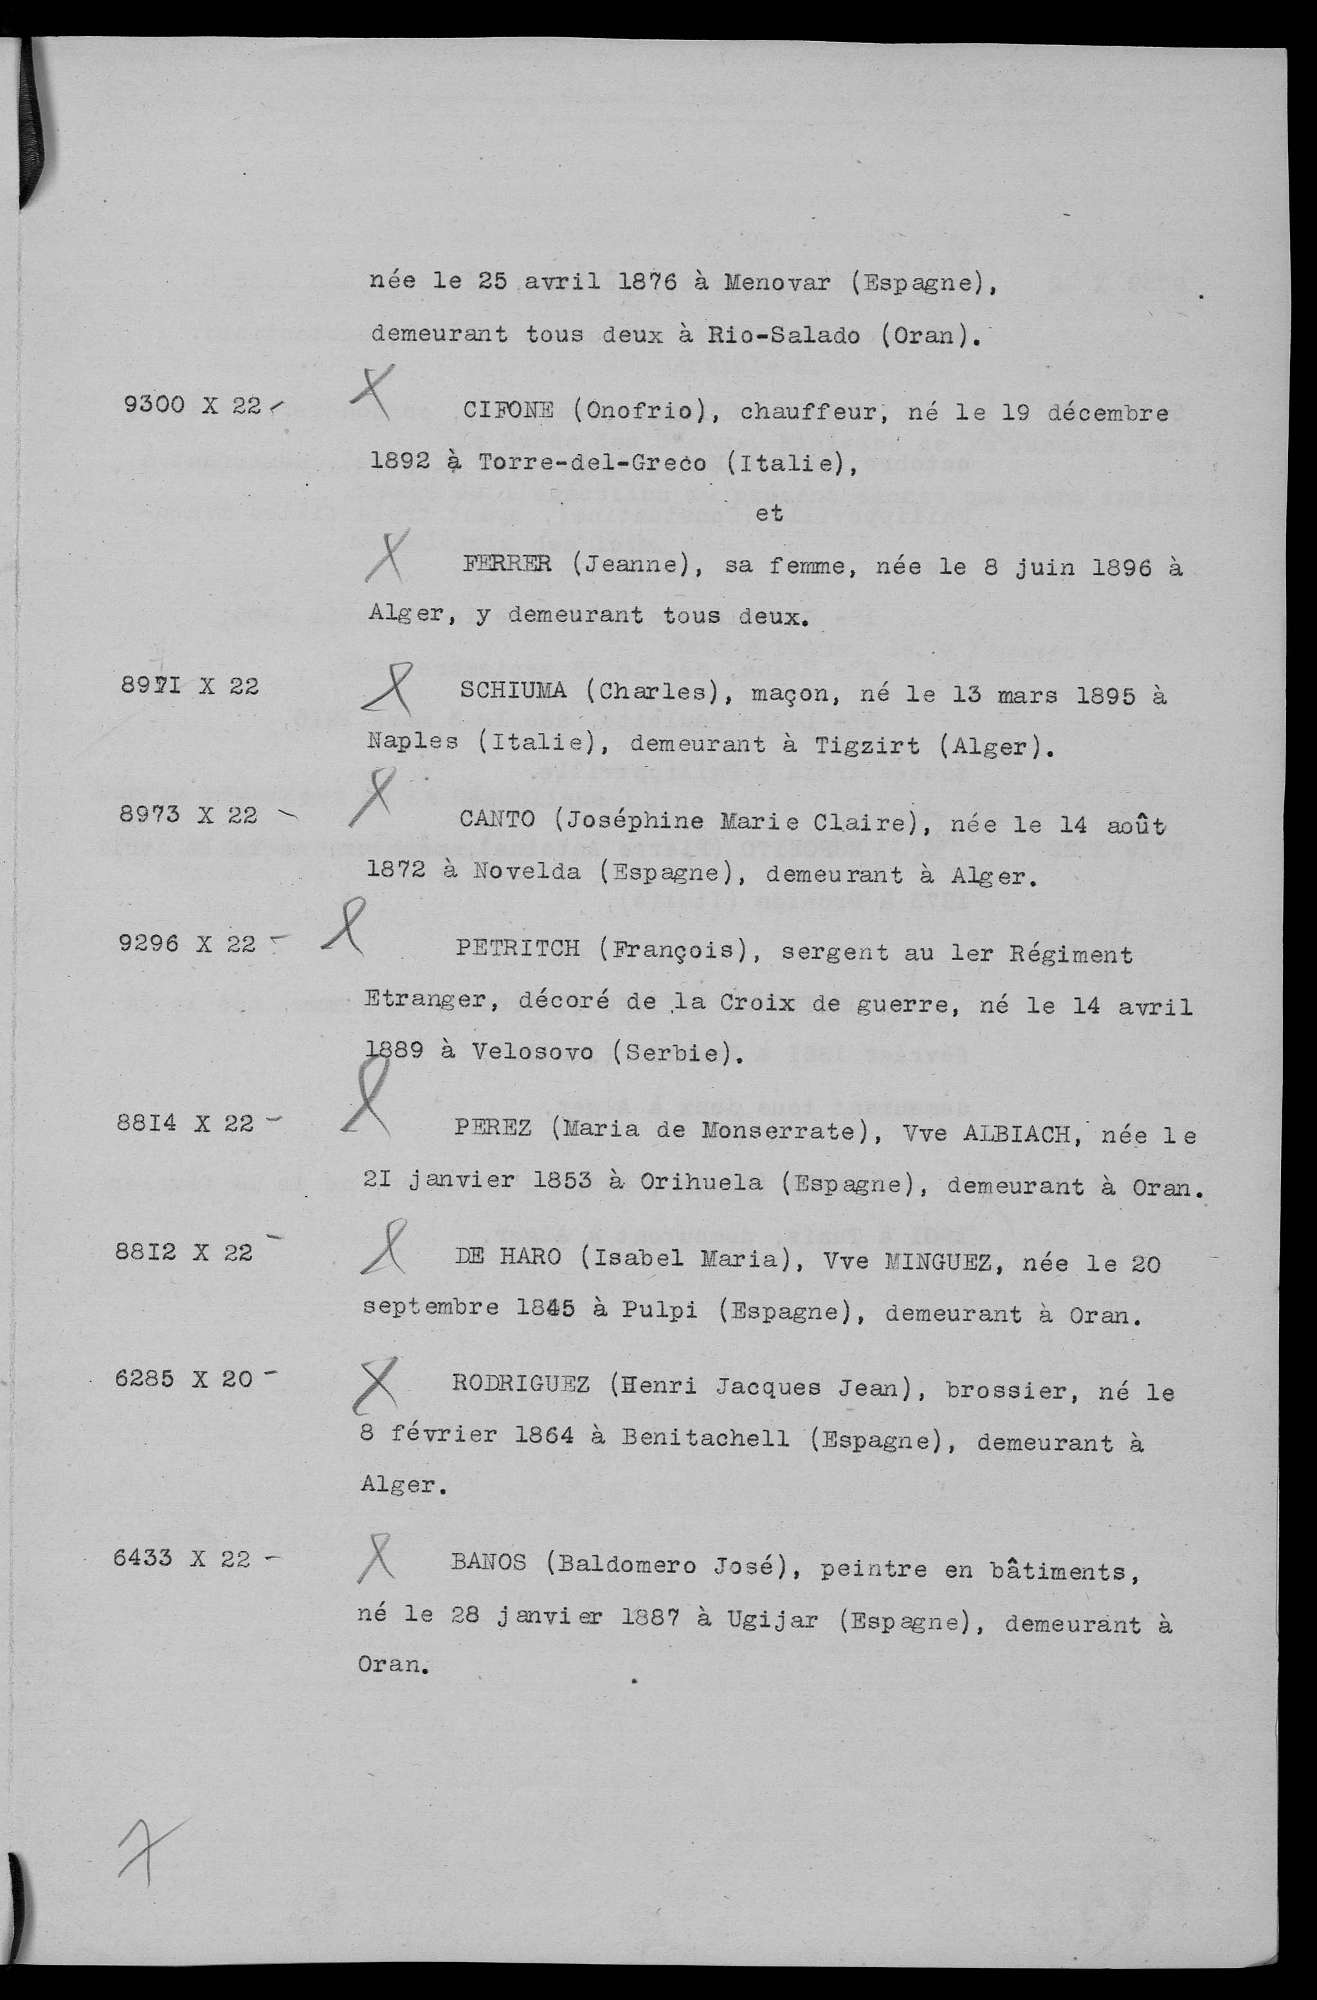 née le 25 avril 1876 à Menovar (Espagne),
demeurant tous deux à Rio-Salado (Oran).
9300 X 22 - X CIFONE (Onofrio), chauffeur, né le 19 décembre
1892 à Torre-del-Greco (Italie),
et
X FERRER (Jeanne), sa femme, née le 8 juin 1896 à
Alger, y demeurant tous deux.
8971 X 22 X SCHIUMA (Charles), maçon, né le 13 mars 1895 à
Naples (Italie), demeurant à Tigzirt (Alger).
8973 X 22 - X CANTO (Joséphine Marie Claire), née le 14 août
1872 à Novelda (Espagne), demeurant à Alger.
9296 X 22 - X PETRITCH (François), sergent au 1er Régiment
Etranger, décoré de la Croix de guerre, né le 14 avril
1889 à Velosovo (Serbie).
88I4 X 22 - X PEREZ (Maria de Monserrate), Vve ALBIACH, née le
2I janvier 1853 à Orihuela (Espagne), demeurant à Oran.
88I2 X 22 - X DE HARO (Isabel Maria), Vve MINGUEZ, née le 20
septembre 1845 à Pulpi (Espagne), demeurant à Oran.
6285 X 20 - X RODRIGUEZ (Henri Jacques Jean), brossier, né le
8 février 1864 à Benitachell (Espagne), demeurant à
Alger.
6433 X 22 - X BANOS (Baldomero José), peintre en bâtiments,
né le 28 janvier 1887 à Ugijar (Espagne), demeurant à
Oran.
7